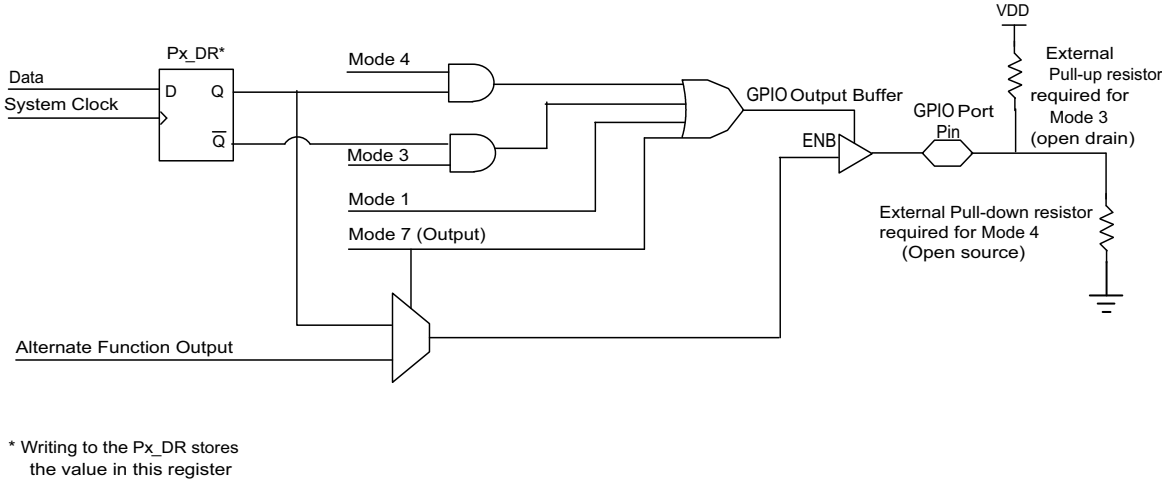 VDD
Px_DR*
Mode 4
External
Pull-up resistor
required for
Mode 3
(open drain)
Data
D
Q
GPIO Output Buffer
System Clock
GPIO Port
Pin
Q
ENB
Mode 3
Mode 1
External Pull-down resistor
required for Mode 4
(Open source)
Mode 7 (Output)
Alternate Function Output
* Writing to the Px_DR stores
the value in this register